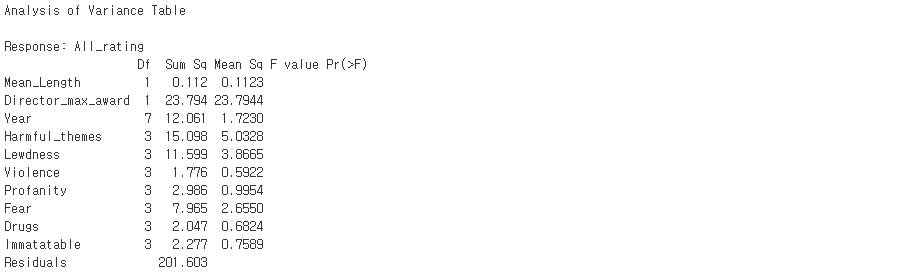 Analysis of Variance Table
Response: All_rating
Df Sum Sq Mean Sq F value Pr(>F)
Mean_Length 1 0.112 0.1123
Director_max_award 1 23.794 23.7944
Year 7 12.061 1.7230
Harmful_themes 3 15.098 5.0328
Lewdness 3 11.599 3.8665
Violence 3 1.776 0.5922
Profanity 3 2.986 0.9954
Fear 3 7.965 2.6550
Drugs 3 2.047 0.6824
Immatatable 3 2.277 0.7589
Residuals 201.603